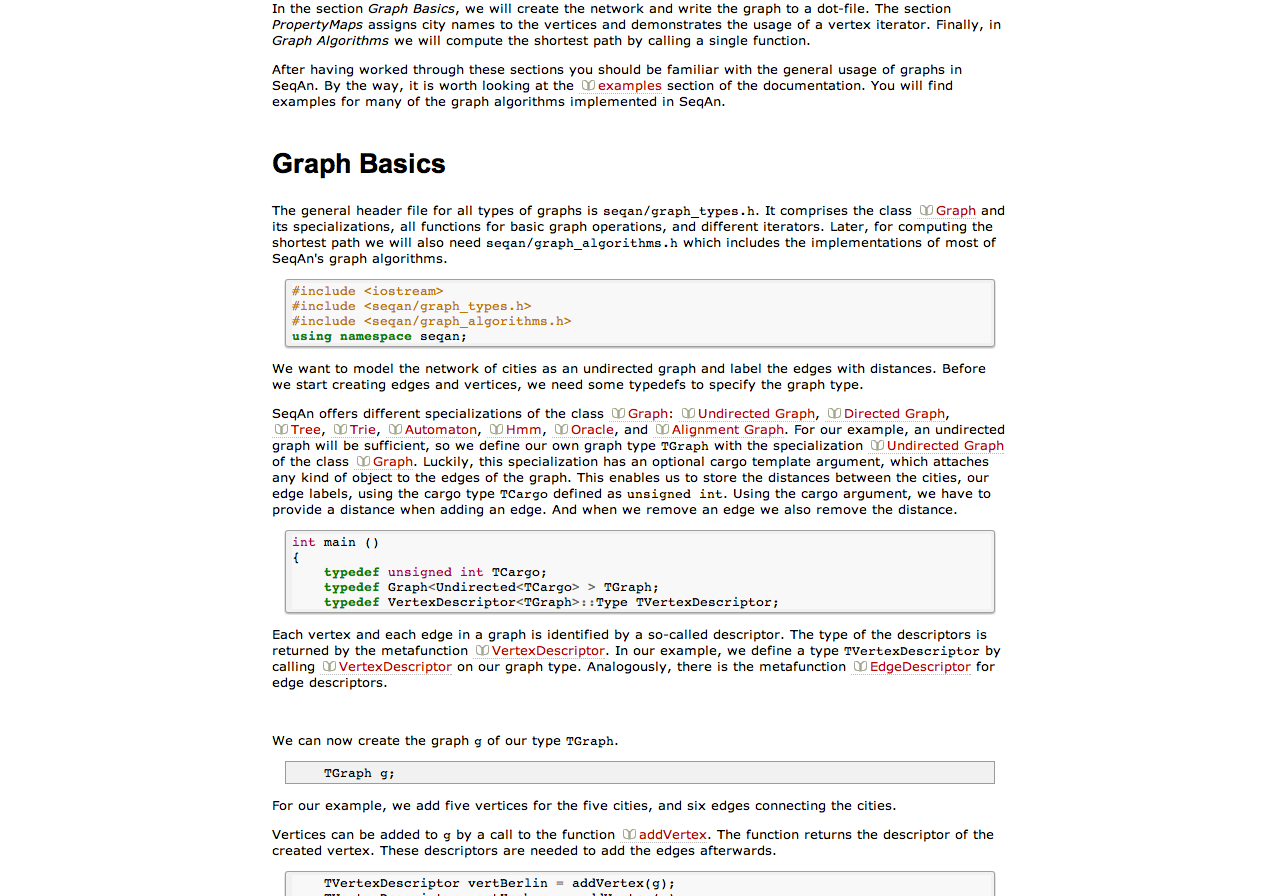 In the section Graph Basics, we will create the network and write the graph to a dot-file. The section
PropertyMaps assigns city names to the vertices and demonstrates the usage of a vertex iterator. Finally, in
Graph Algorithms we will compute the shortest path by calling a single function.
After having worked through these sections you should be familiar with the general usage of graphs in
SeqAn. By the way, it is worth looking at the examples section of the documentation. You will find
examples for many of the graph algorithms implemented in SeqAn.
Graph Basics
The general header file for all types of graphs is seqan/graph_types.h. It comprises the class Graph and
its specializations, all functions for basic graph operations, and different iterators. Later, for computing the
shortest path we will also need seqan/graph_algorithms.h which includes the implementations of most of
SeqAn's graph algorithms.
#include <iostream>
#include <seqan/graph_types.h>
#include <seqan/graph_algorithms.h>
using namespace seqan;
We want to model the network of cities as an undirected graph and label the edges with distances. Before
we start creating edges and vertices, we need some typedefs to specify the graph type.
SeqAn offers different specializations of the class Graph: Undirected Graph, Directed Graph,
Tree, Trie, Automaton, Hmm, Oracle, and Alignment Graph. For our example, an undirected
graph will be sufficient, so we define our own graph type TGraph with the specialization Undirected Graph
of the class Graph. Luckily, this specialization has an optional cargo template argument, which attaches
any kind of object to the edges of the graph. This enables us to store the distances between the cities, our
edge labels, using the cargo type TCargo defined as unsigned int. Using the cargo argument, we have to
provide a distance when adding an edge. And when we remove an edge we also remove the distance.
int main ()
{
    typedef unsigned int TCargo;
    typedef Graph<Undirected<TCargo> > TGraph;
    typedef VertexDescriptor<TGraph>::Type TVertexDescriptor;
Each vertex and each edge in a graph is identified by a so-called descriptor. The type of the descriptors is
returned by the metafunction VertexDescriptor. In our example, we define a type TVertexDescriptor by
calling VertexDescriptor on our graph type. Analogously, there is the metafunction EdgeDescriptor for
edge descriptors.
We can now create the graph g of our type TGraph.
    TGraph g;
For our example, we add five vertices for the five cities, and six edges connecting the cities.
Vertices can be added to g by a call to the function addVertex. The function returns the descriptor of the
created vertex. These descriptors are needed to add the edges afterwards.
    TVertexDescriptor vertBerlin = addVertex(g);